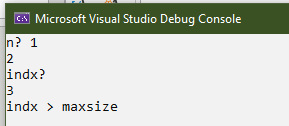 Microsoft Visual Studio Debug Console
n? 1
2
indx?
3
indx > maxsize